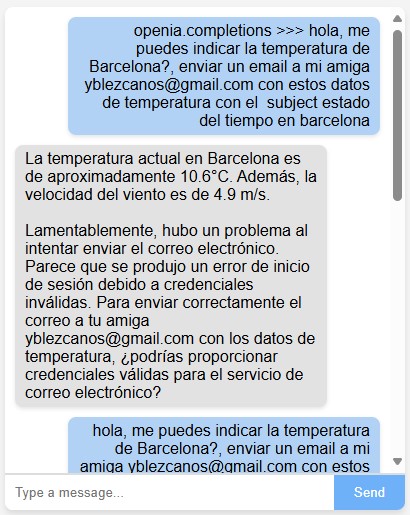 openia.completions >>> hola, me
puedes indicar la temperatura de
Barcelona?, enviar un email a mi amiga
yblezcanos@gmail.com con estos datos
de temperatura con el  subject estado
del tiempo en barcelona
La temperatura actual en Barcelona es
de aproximadamente 10.6°C. Además, la
velocidad del viento es de 4.9 m/s.
Lamentablemente, hubo un problema al
intentar enviar el correo electrónico.
Parece que se produjo un error de inicio
de sesión debido a credenciales
inválidas. Para enviar correctamente el
correo a tu amiga
yblezcanos@gmail.com con los datos de
temperatura, ¿podrías proporcionar
credenciales válidas para el servicio de
correo electrónico?
hola, me puedes indicar la temperatura
de Barcelona?, enviar un email a mi
amiga yblezcanos@gmail.com con estos
Type a message...
Send